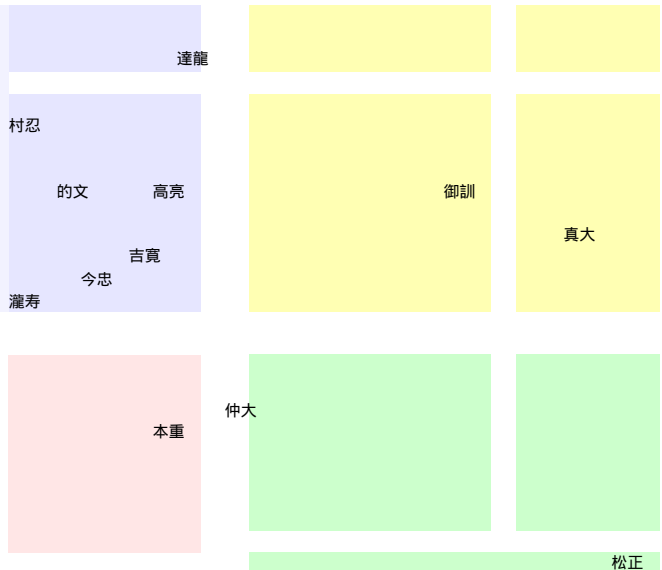 達龍
村忍
的文
高亮
御訓
真大
吉寛
今忠
瀧寿
仲大
本重
松正